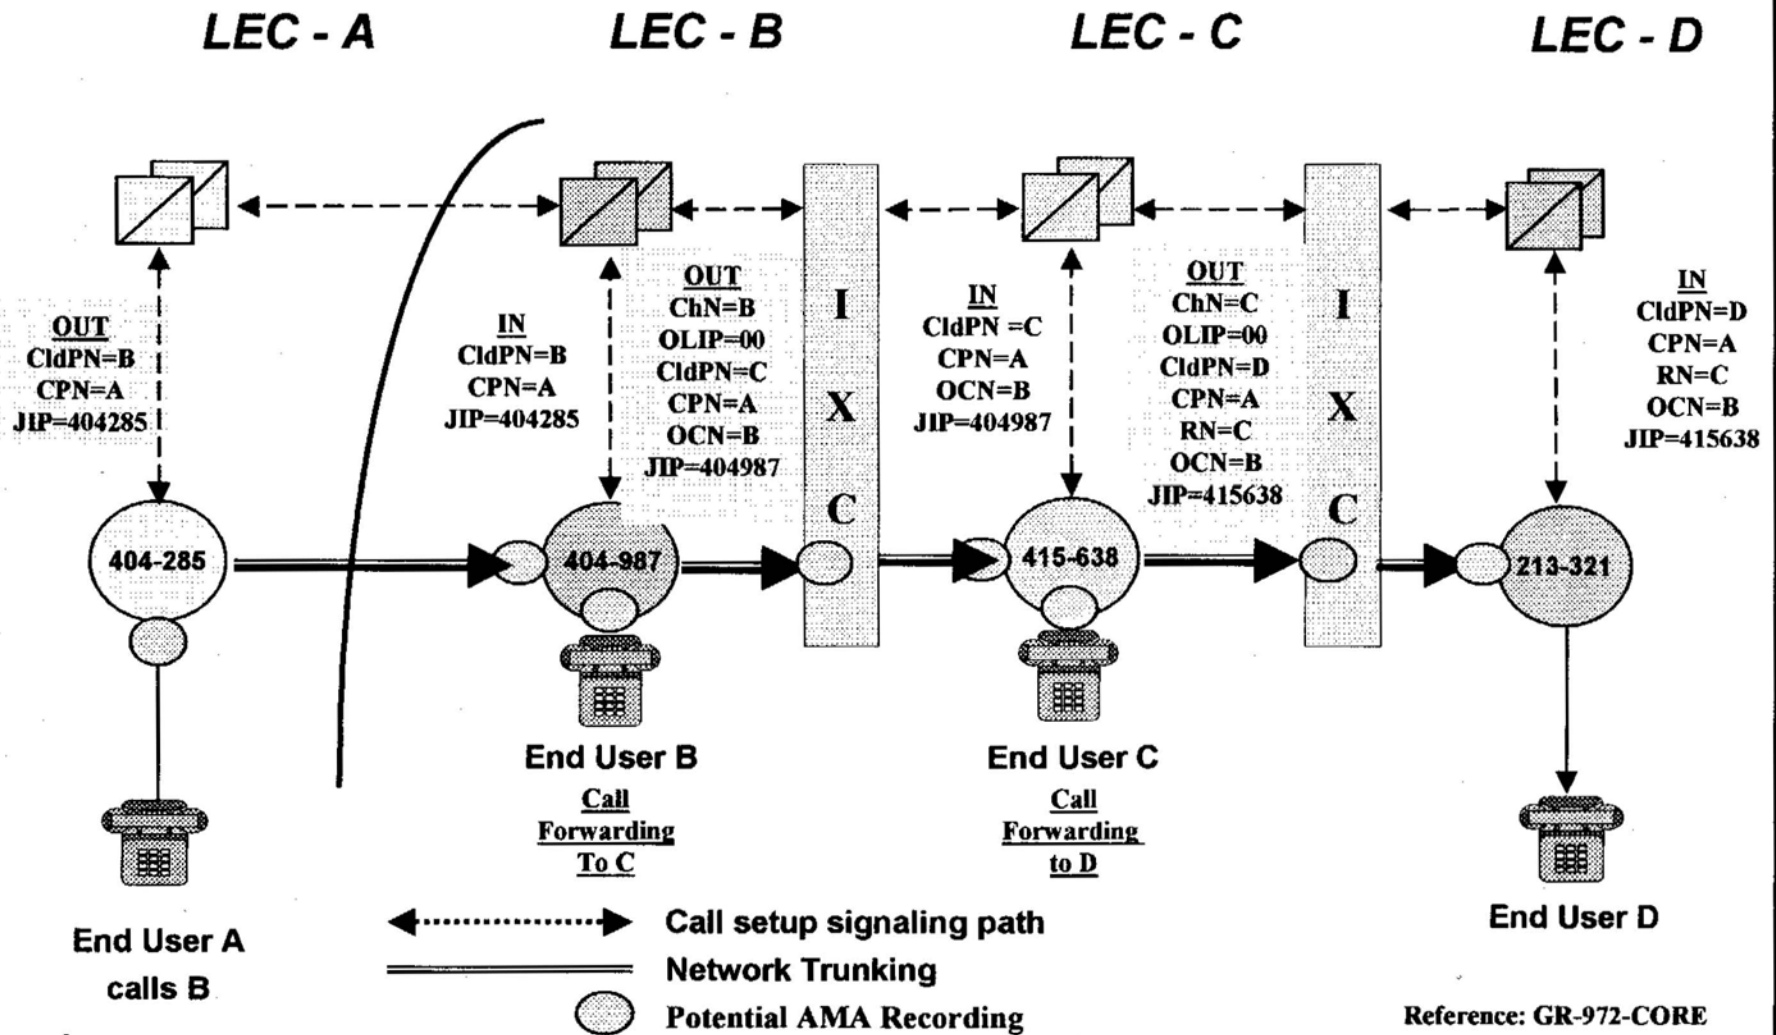 LEC - A
LEC - B
LEC - C
LEC - D
OUT
CldPN=B
CPN=A
JIP=404285
IN
CldPN=B
CPN=A
JIP=404285
OUT
ChN=B
OLIP=00
CldPN=C
CPN=A
OCN=B
JIP=404987
I
X
C
IN
CldPN =C
CPN=A
OCN=B
JIP=404987
OUT
ChN=C
OLIP=00
CldPN=D
CPN=A
RN=C
OCN=B
JIP=415638
I
X
C
IN
CldPN=D
CPN=A
RN=C
OCN=B
JIP=415638
404-285
404-987
415-638
213-321
End User A
calls B
End User B
Call
Forwarding
To C
End User C
Call
Forwarding
to D
End User D
Call setup signaling path
Network Trunking
Potential AMA Recording
Reference: GR-972-CORE